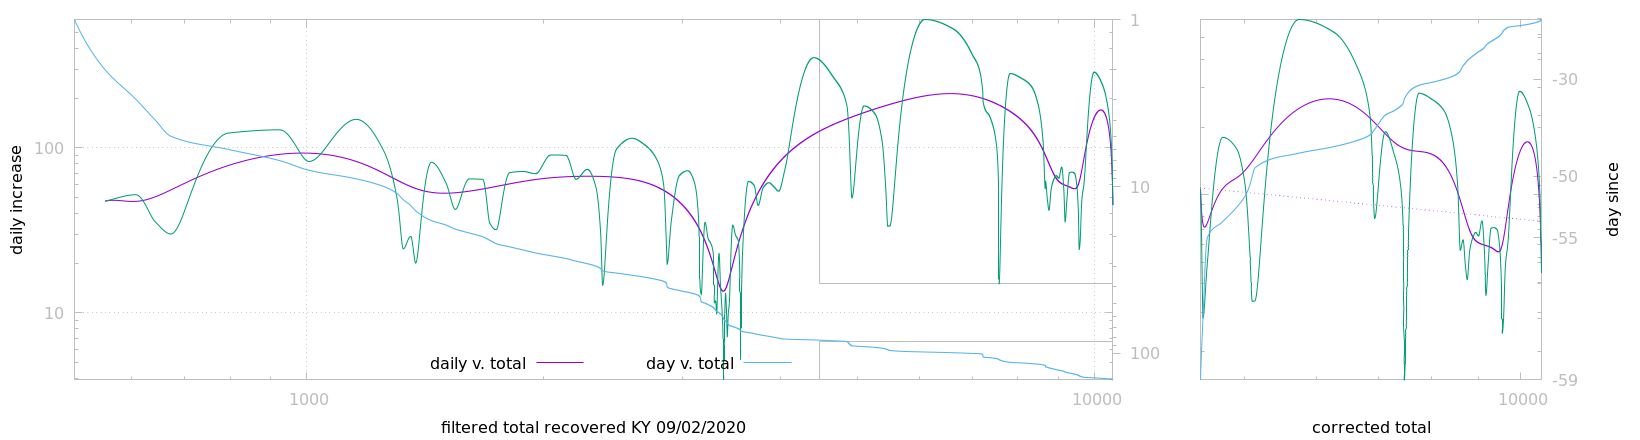 daily increase
100
10
daily v. total
day v. total
1000
10000
1
10
100
filtered total recovered KY 09/02/2020
-30
-50
-55
-59
day since
10000
corrected total